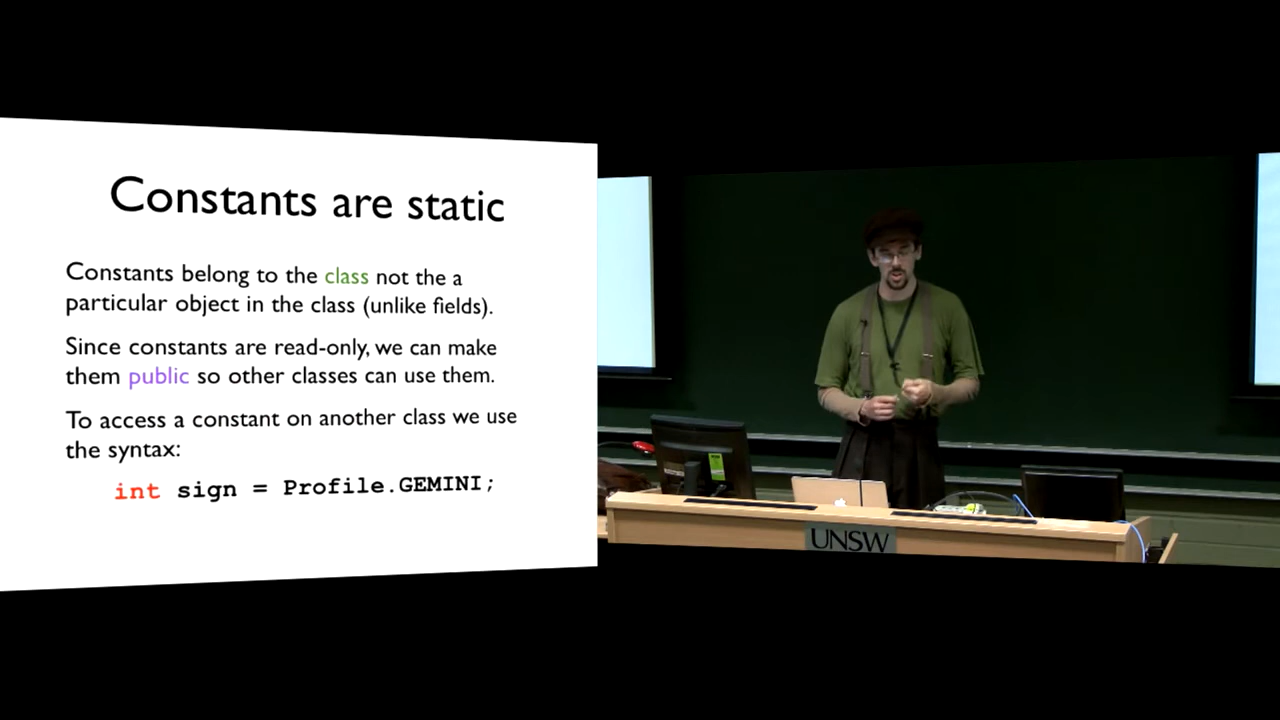 Constants are static
Constants belong to the class not the a
particular object in the class (unlike fields).
Since constants are read-only, we can make
them public so other classes can use them.
To access a constant on another class we use
the syntax:
int sign = Profile.GEMINI;
UNSW